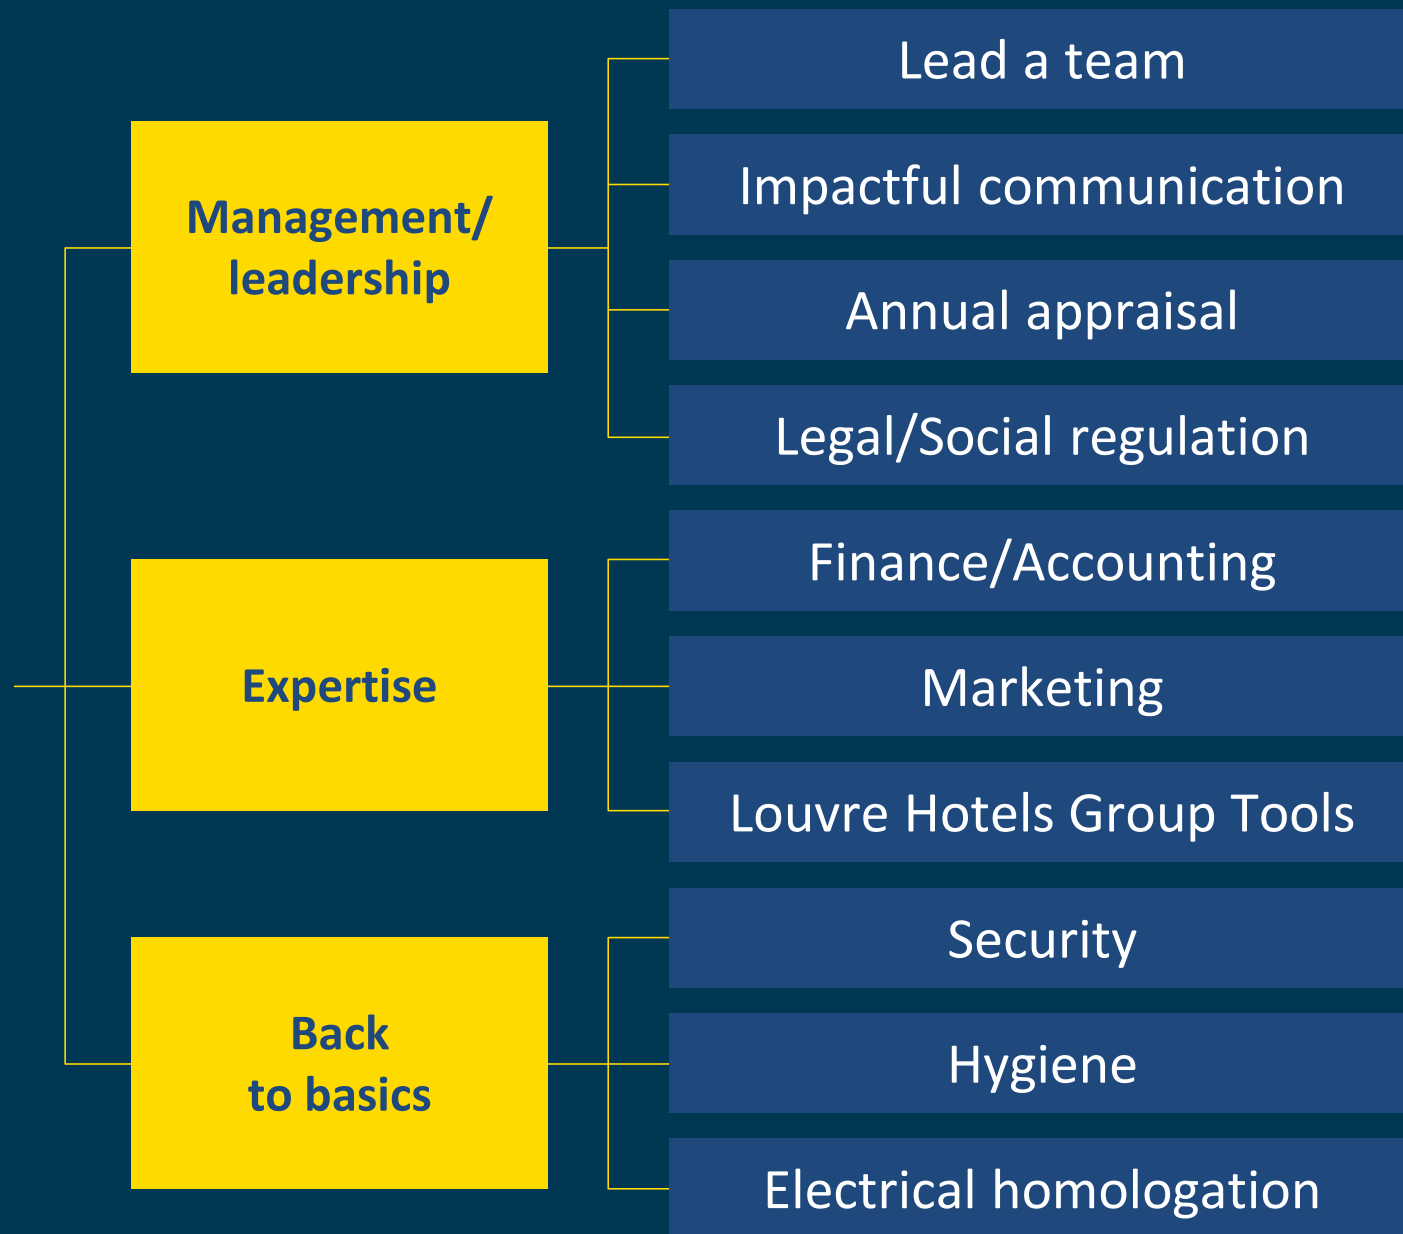 Management/
leadership
Lead a team
Impactful communication
Annual appraisal
Legal/Social regulation
Expertise
Finance/Accounting
Marketing
Louvre Hotels Group Tools
Back
to basics
Security
Hygiene
Electrical homologation